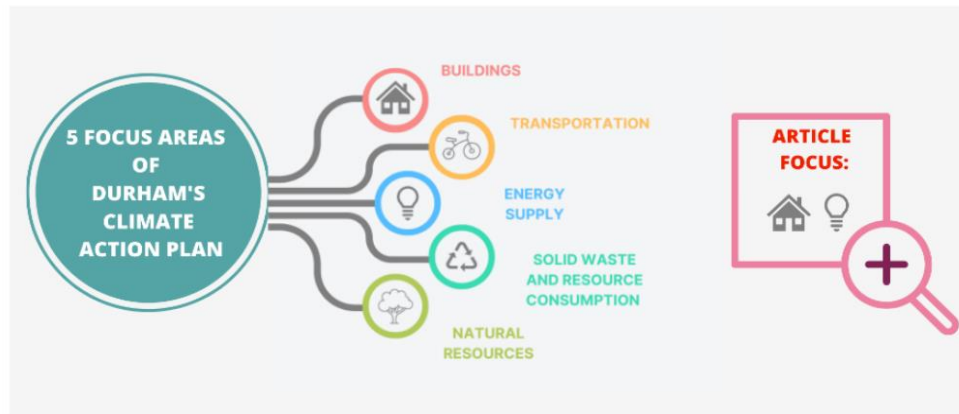 5 FOCUS AREAS
OF
DURHAM'S
CLIMATE
ACTION PLAN
BUILDINGS
TRANSPORTATION
ENERGY
SUPPLY
SOLID WASTE
AND RESOURCE
CONSUMPTION
NATURAL
RESOURCES
ARTICLE
FOCUS: